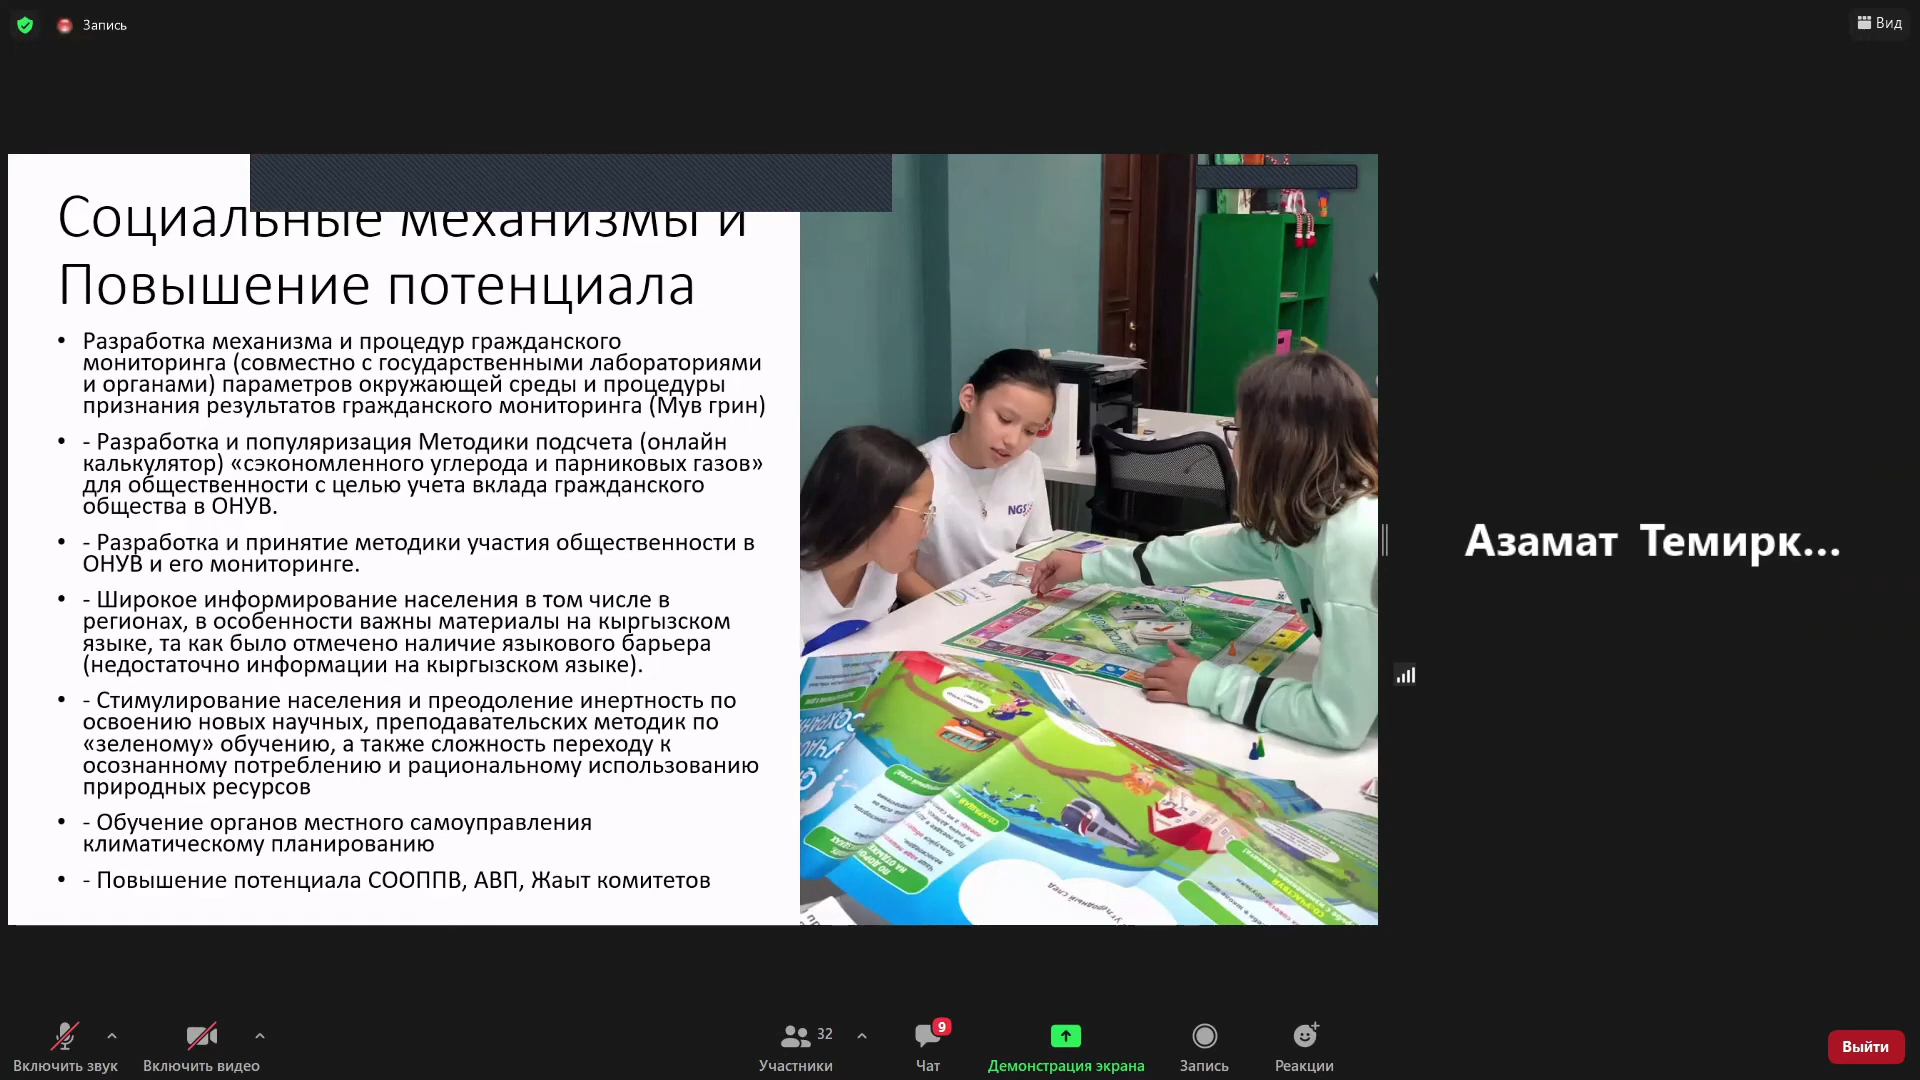 Запись
Вид
Социальные механизмы и
Повышение потенциала
• Разработка механизма и процедур гражданского
мониторинга (совместно с государственными лабораториями
и органами) параметров окружающей среды и процедуры
признания результатов гражданского мониторинга (Мув грин)
• - Разработка и популяризация Методики подсчета (онлайн
калькулятор) «сэкономленного углерода и парниковых газов»
для общественности с целью учета вклада гражданского
общества в ОНУВ.
• - Разработка и принятие методики участия общественности в
ОНУВ и его мониторинге.
• - Широкое информирование населения в том числе в
регионах, в особенности важны материалы на кыргызском
языке, та как было отмечено наличие языкового барьера
(недостаточно информации на кыргызском языке).
• - Стимулирование населения и преодоление инертность по
освоению новых научных, преподавательских методик по
«зеленому» обучению, а также сложность переходу к
осознанному потреблению и рациональному использованию
природных ресурсов
• - Обучение органов местного самоуправления
климатическому планированию
• - Повышение потенциала СООППВ, АВП, Жаыт комитетов
NGS
углеродный след
Азамат Темирк...
Включить звук
Включить видео
32
Участники
9
Чат
Демонстрация экрана
Запись
Реакции
Выйти